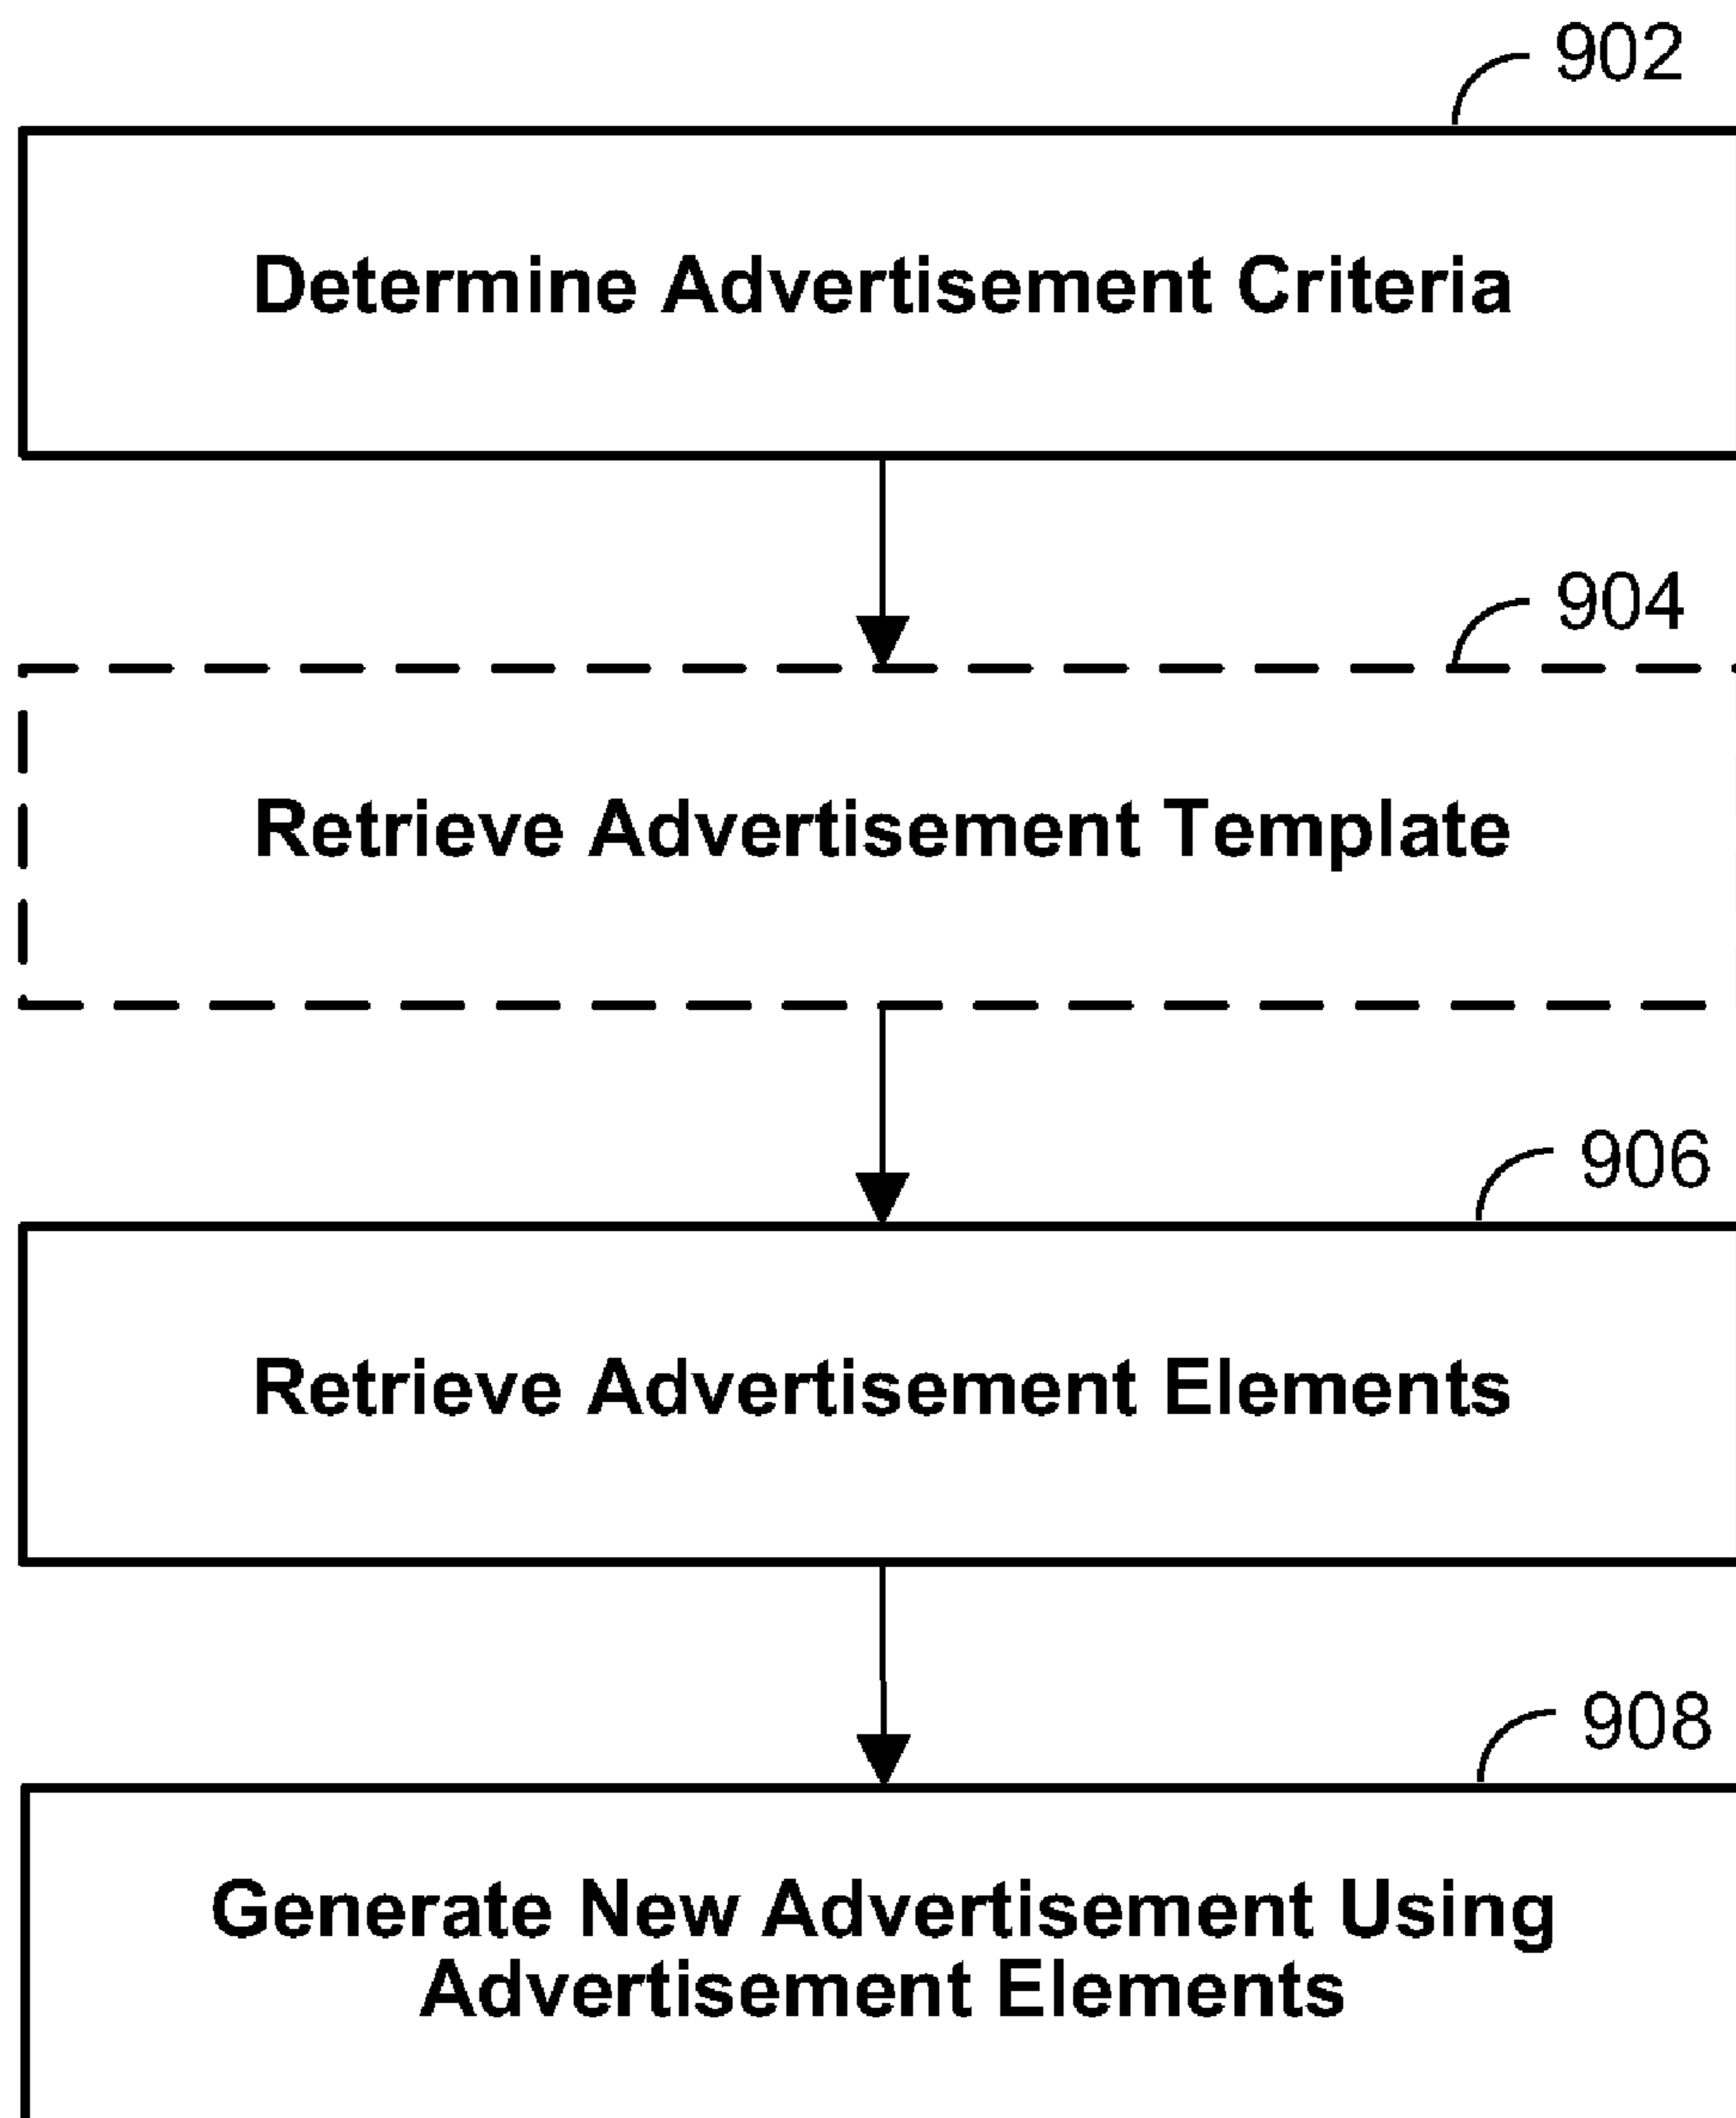 902
Determine Advertisement Criteria
904
Retrieve Advertisement Template
906
Retrieve Advertisement Elements
908
Generate New Advertisement Using
Advertisement Elements